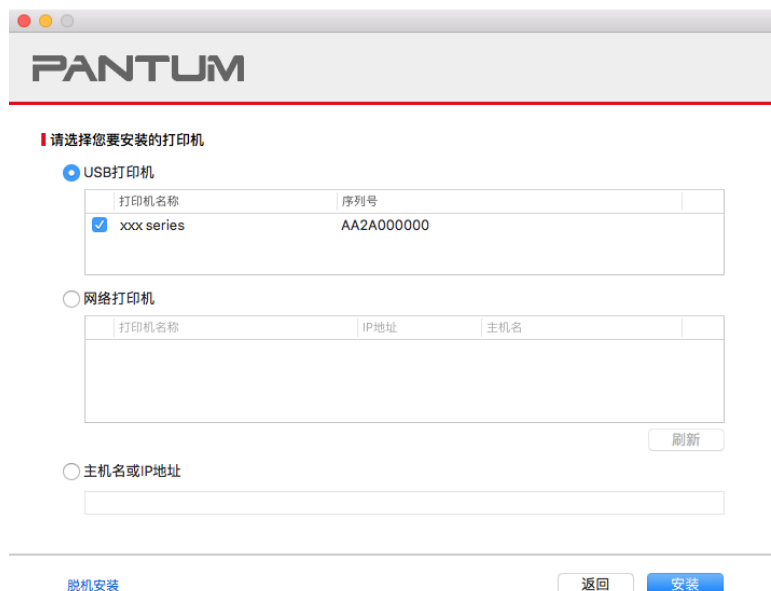 PANTUM
请选择您要安装的打印机
USB打印机
打印机名称 序列号
xxx series AA2A000000
网络打印机
打印机名称 IP地址 主机名
刷新
主机名或IP地址
脱机安装 返回 安装